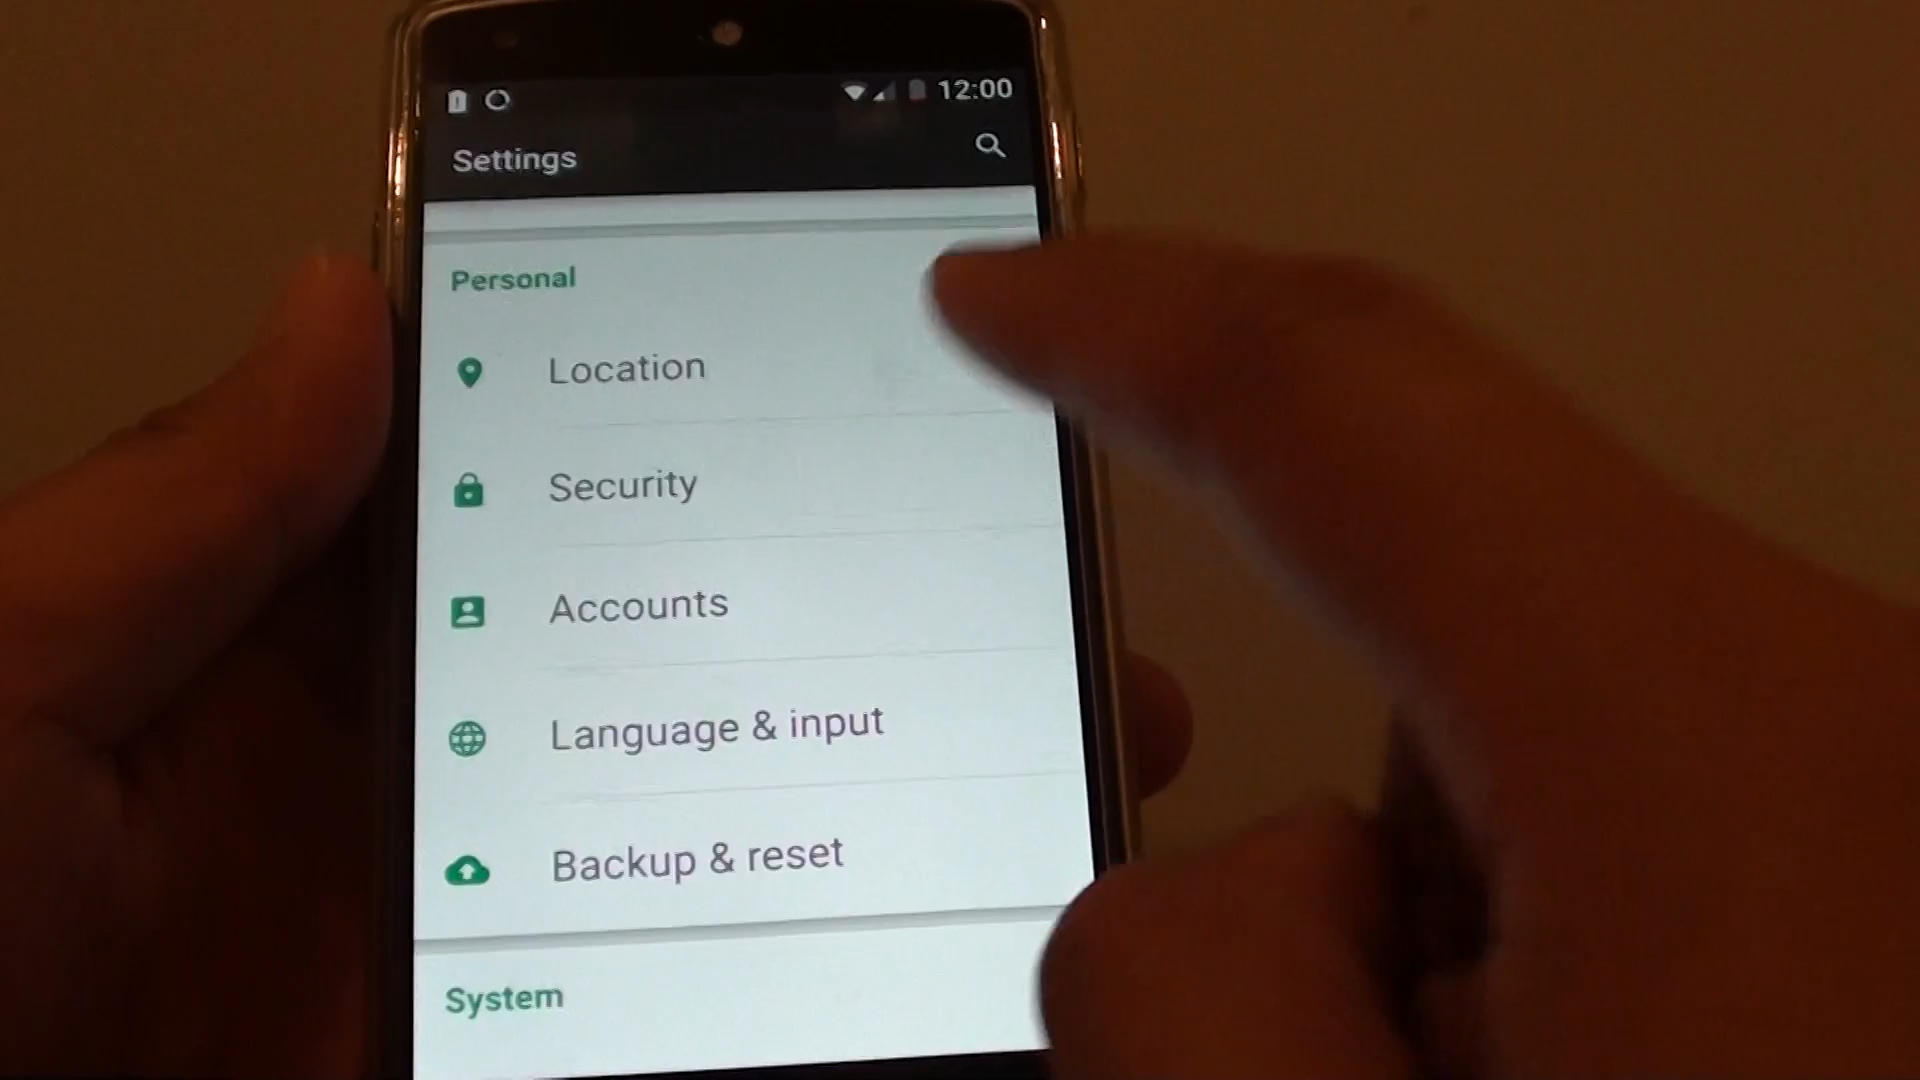 12:00
Settings
Personal
Location
Security
Accounts
Language & input
Backup & reset
System